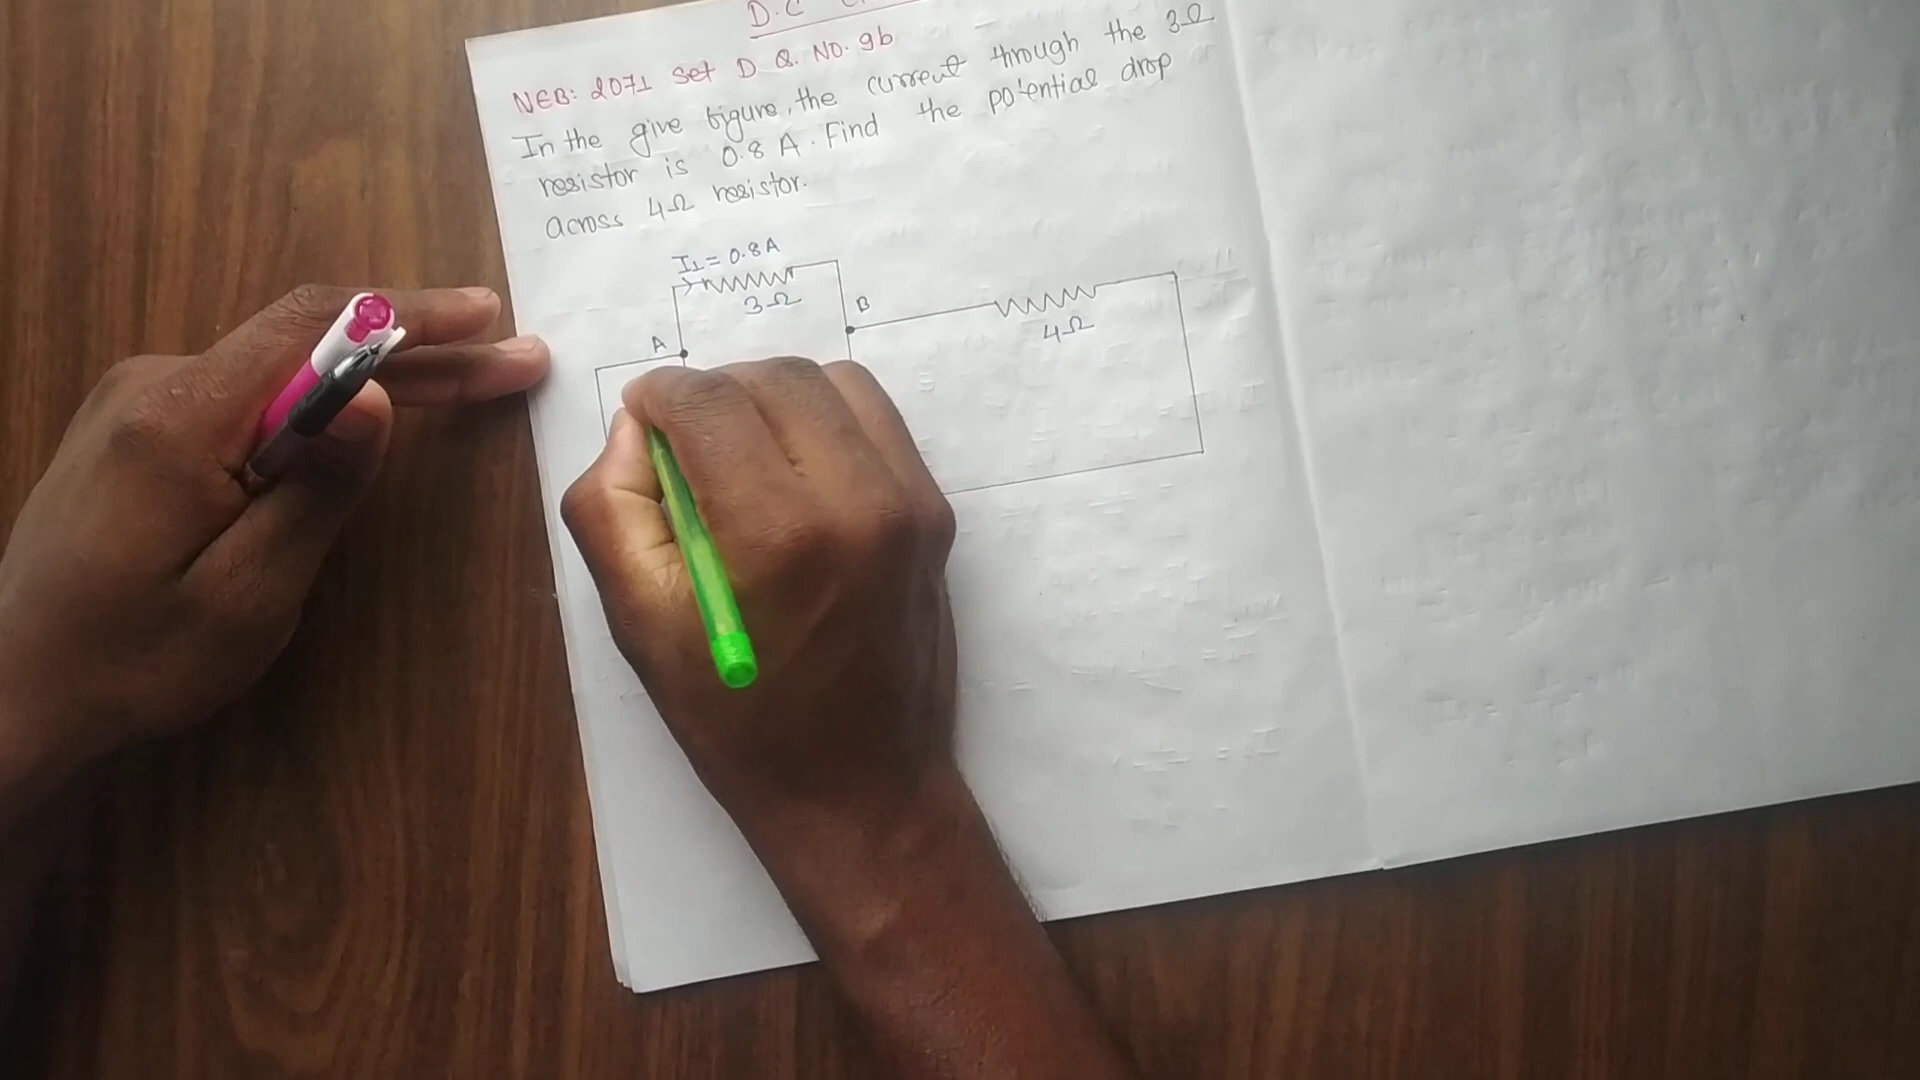 D.C
NEB: 2071 Set D Q. NO. 9b
In the give figure, the current through the 3Ω
resistor is 0.8 A. Find the potential drop
across 4Ω resistor.
I1 = 0.8 A
3Ω
B
4Ω
A